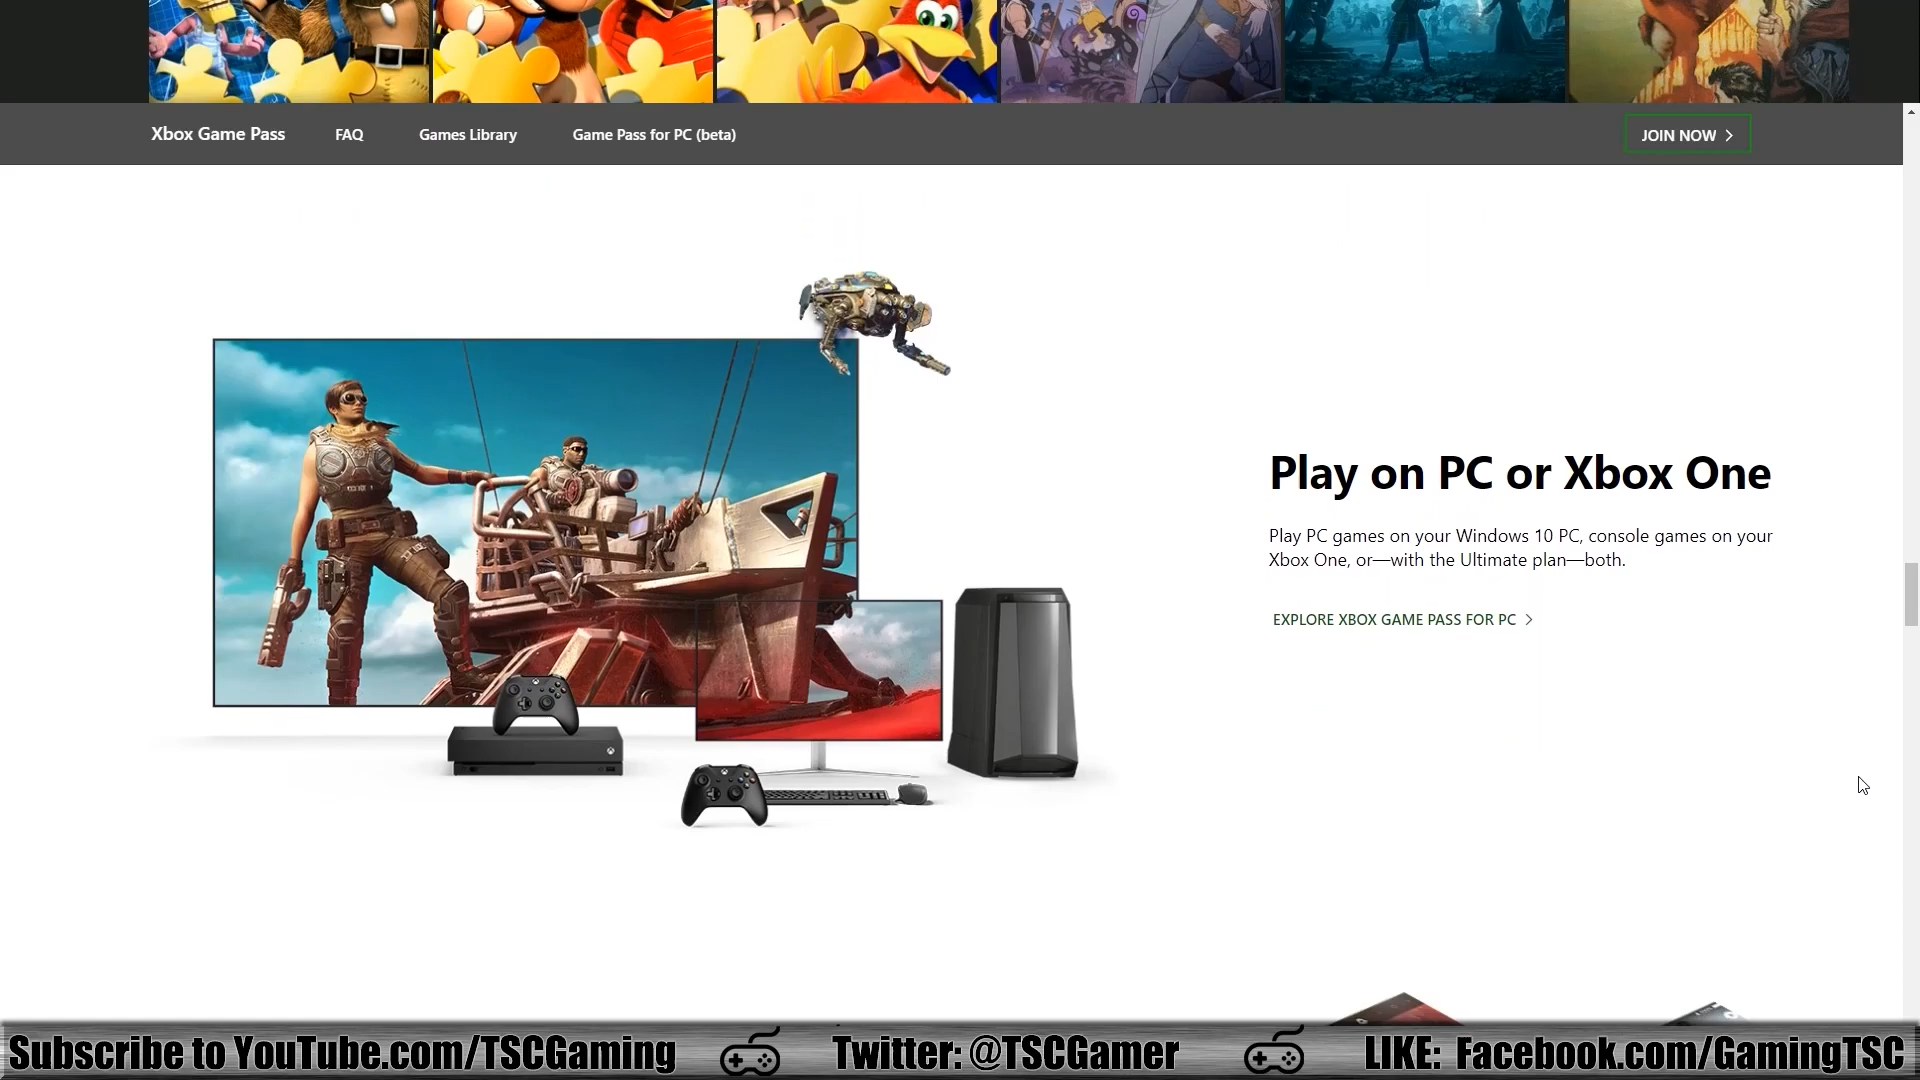 Xbox Game Pass
FAQ
Games Library
Game Pass for PC (beta)
JOIN NOW
Play on PC or Xbox One
Play PC games on your Windows 10 PC, console games on your
Xbox One, or—with the Ultimate plan—both.
EXPLORE XBOX GAME PASS FOR PC
Subscribe to YouTube.com/TSCGaming
Twitter: @TSCGamer
LIKE: Facebook.com/GamingTSC